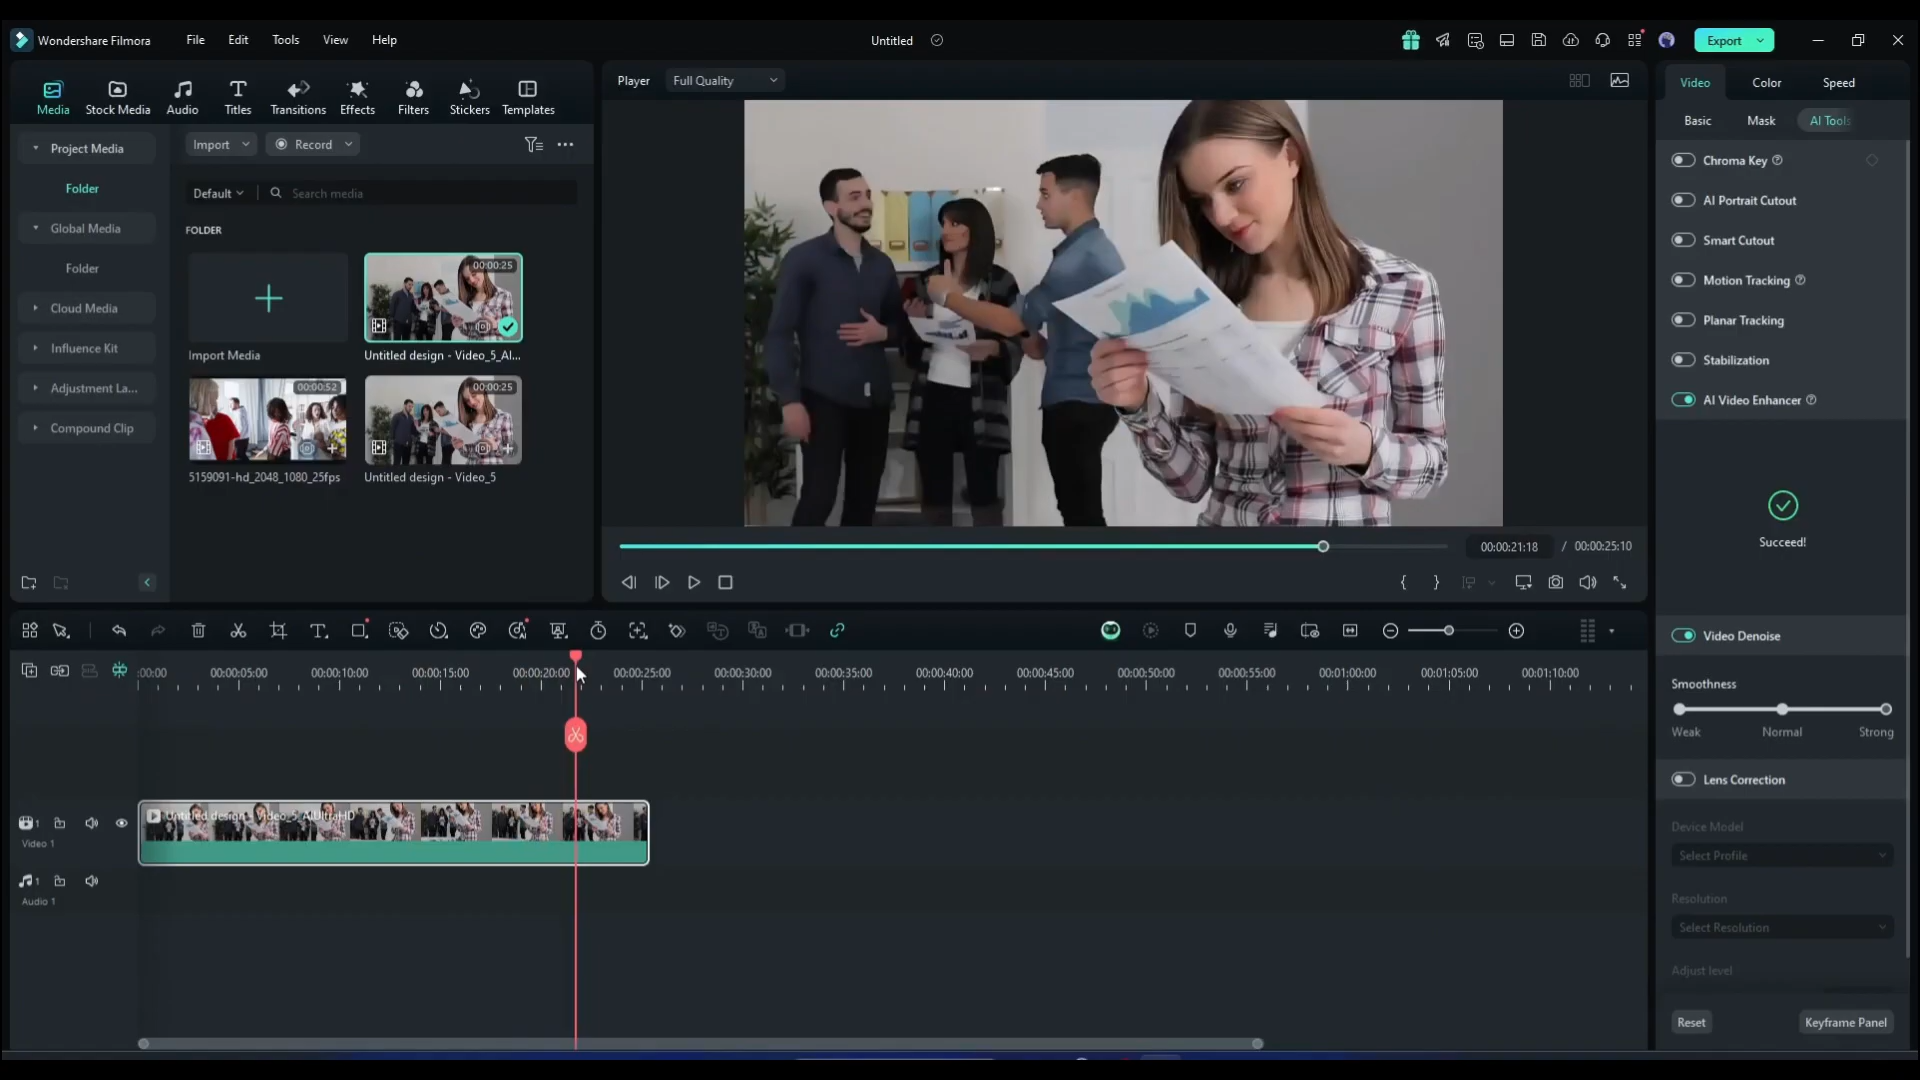 Wondershare Filmora
File
Edit
Tools
View
Help
Untitled
Export
Media
Stock Media
Audio
Titles
Transitions
Effects
Filters
Stickers
Templates
Player
Full Quality
Video
Color
Speed
Basic
Mask
AI Tools
Project Media
Folder
Global Media
Folder
Cloud Media
Influence Kit
Adjustment La...
Compound Clip
Import
Record
Default
Search media
FOLDER
Import Media
00:00:25
Untitled design - Video_5_AI...
00:00:52
5159091-hd_2048_1080_25fps
00:00:25
Untitled design - Video_5
00:00:21:18 / 00:00:25:10
Chroma Key
AI Portrait Cutout
Smart Cutout
Motion Tracking
Planar Tracking
Stabilization
AI Video Enhancer
Succeed!
Video Denoise
Smoothness
Weak
Normal
Strong
Lens Correction
Device Model
Select Profile
Resolution
Select Resolution
Adjust level
Reset
Keyframe Panel
:00:00
00:00:05:00
00:00:10:00
00:00:15:00
00:00:20:00
00:00:25:00
00:00:30:00
00:00:35:00
00:00:40:00
00:00:45:00
00:00:50:00
00:00:55:00
00:01:00:00
00:01:05:00
00:01:10:00
Untitled design - Video_5_AIUltraHD
1
Video 1
1
Audio 1